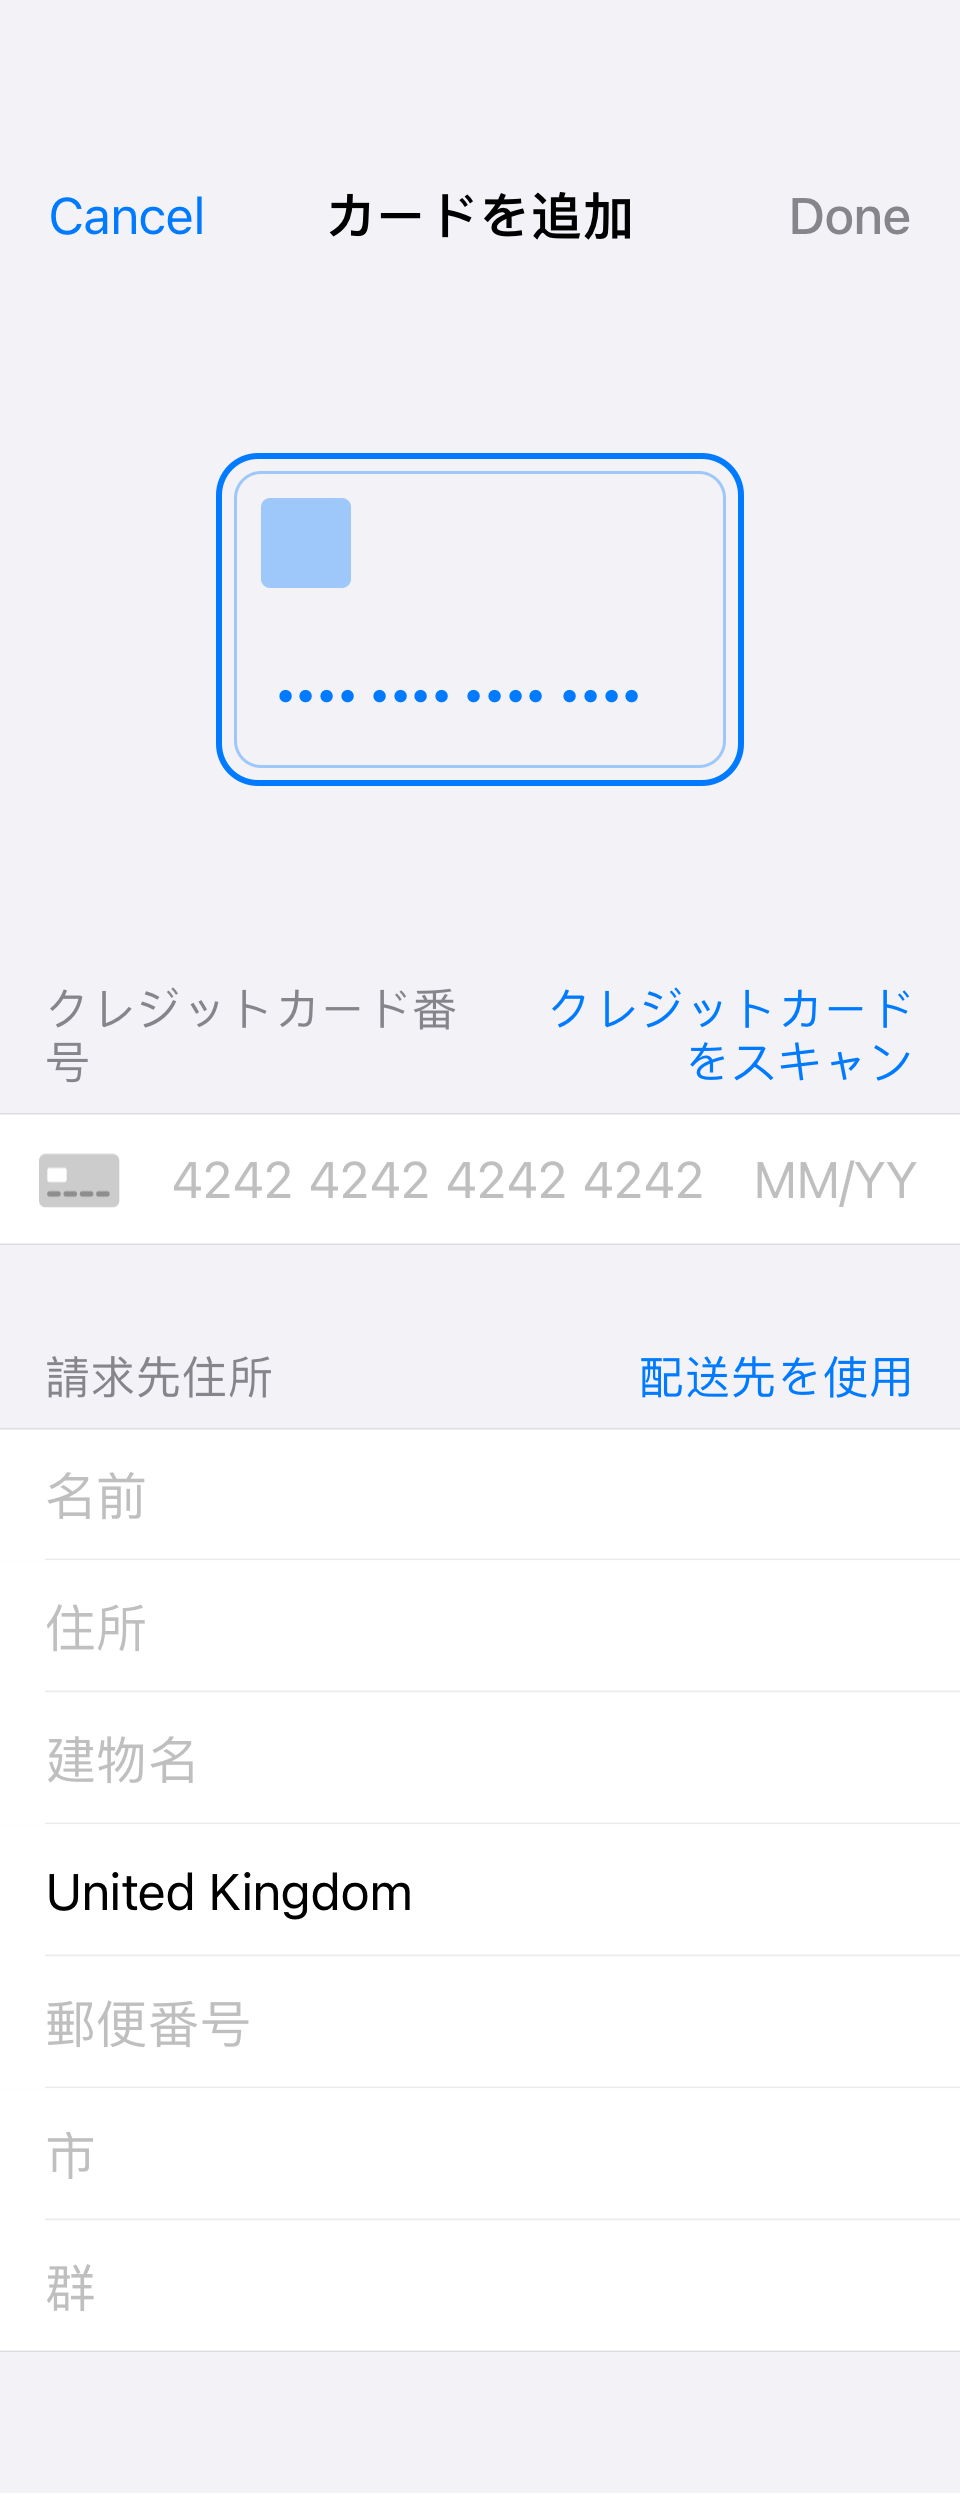 Cancel
カードを追加
Done
クレジットカード番
号
クレジットカード
をスキャン
4242 4242 4242 4242 MM/YY
請求先住所
配送先を使用
名前
住所
建物名
United Kingdom
郵便番号
市
群